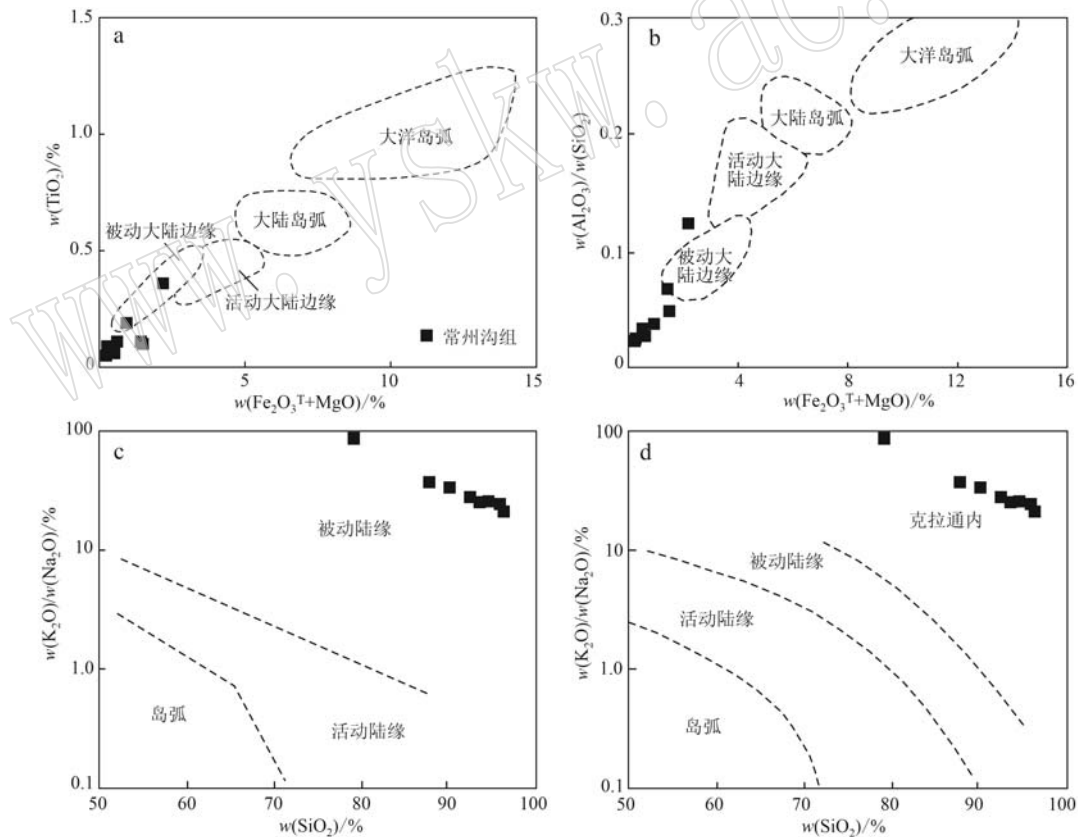 a
1.5
1.0
0.5
0
w(TiO₂)/%
大洋岛弧
大陆岛弧
被动大陆边缘
活动大陆边缘
常州沟组
5
10
15
w(Fe₂O₃ᵀ+MgO)/%
b
0.3
0.2
0.1
0
w(Al₂O₃)/w(SiO₂)
大洋岛弧
大陆岛弧
活动大
陆边缘
被动大
陆边缘
4
8
12
16
w(Fe₂O₃ᵀ+MgO)/%
c
100
10
1.0
0.1
w(K₂O)/w(Na₂O)/%
被动陆缘
岛弧
活动陆缘
50
60
70
80
90
100
w(SiO₂)/%
d
100
10
1.0
0.1
w(K₂O)/w(Na₂O)/%
克拉通内
被动陆缘
活动陆缘
岛弧
50
60
70
80
90
100
w(SiO₂)/%
www.yskw.ac.